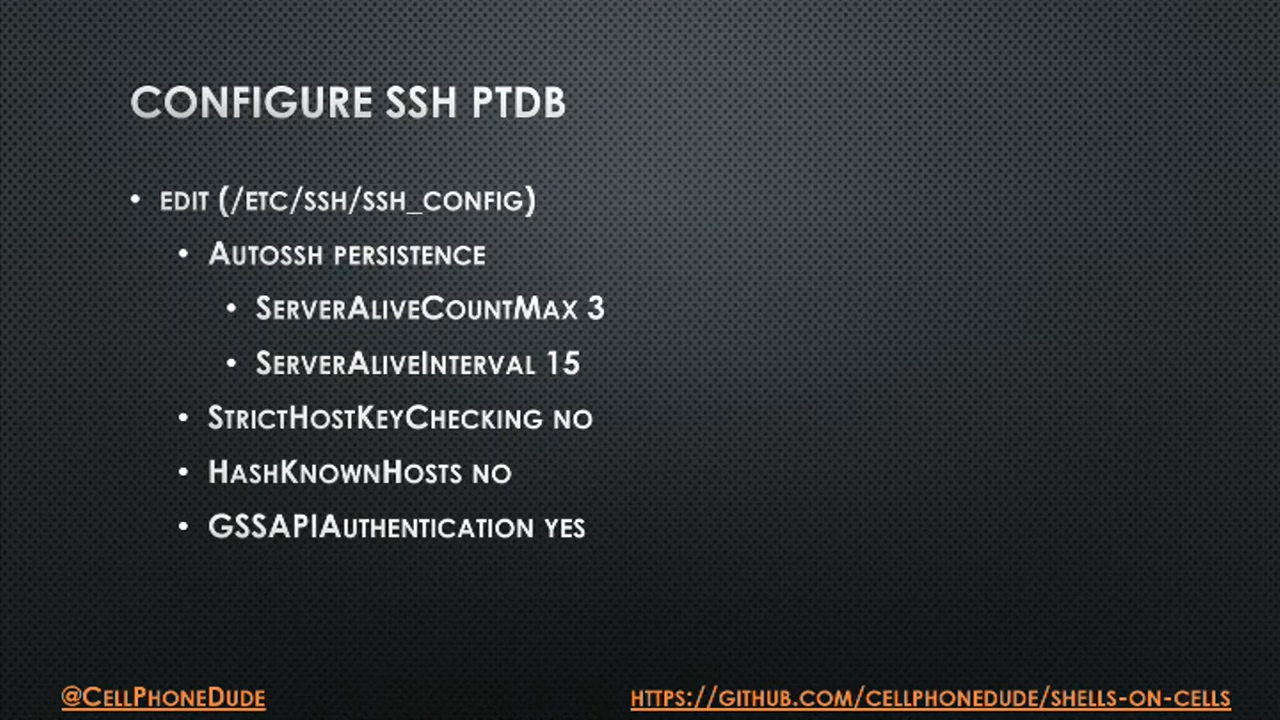 CONFIGURE SSH PTDB
• EDIT (/ETC/SSH/SSH_CONFIG)
• AUTOSSH PERSISTENCE
• SERVERALIVECOUNTMAX 3
• SERVERALIVEINTERVAL 15
• STRICTHOSTKEYCHECKING NO
• HASHKNOWNHOSTS NO
• GSSAPIAUTHENTICATION YES
@CELLPHONEDUDE
HTTPS://GITHUB.COM/CELLPHONEDUDE/SHELLS-ON-CELLS